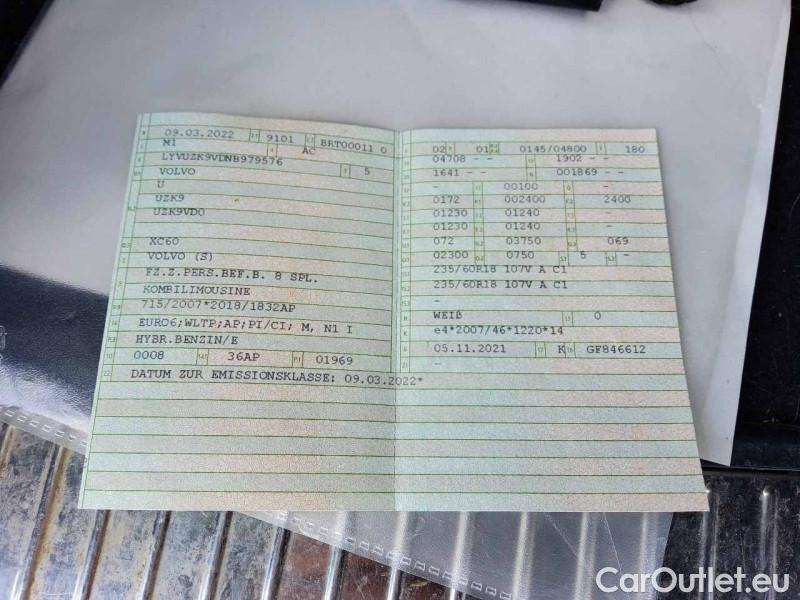 09.03.2022 9101 BRT00011 0
M1 AC
LYVUZK9VDNB979576
VOLVO 5
U
UZK9
UZK9VD0
XC60
VOLVO (S)
FZ.Z.PERS.BEF.B. 8 SPL.
KOMBILIMOUSINE
715/2007*2018/1832AP
EURO6;WLTP;AP;PI/CI; M, N1 I
HYBR.BENZIN/E
0008 36AP P.1 01969
DATUM ZUR EMISSIONSKLASSE: 09.03.2022*
02 01 0145/04800 180
04708 - - 1902 - -
1641 - - 001869 - -
- 00100 -
0172 002400 2400
01230 01240 -
01230 01240 -
072 03750 069
02300 0750 5 -
235/60R18 107V A C1
235/60R18 107V A C1
-
WEIß 0
e4*2007/46*1220*14
05.11.2021 K GF846612
-
CarOutlet.eu